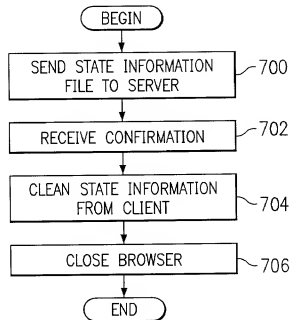 BEGIN
SEND STATE INFORMATION
FILE TO SERVER
700
RECEIVE CONFIRMATION
702
CLEAN STATE INFORMATION
FROM CLIENT
704
CLOSE BROWSER
706
END